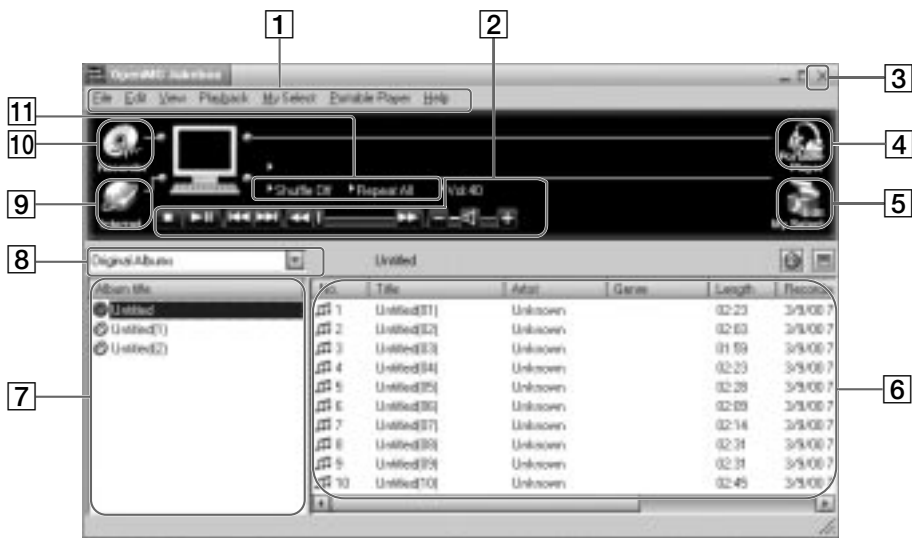 1
2
OpenMG Jukebox
3
File Edit View Playback My Select Portable Player Help
11
10
4
Shuffle Off Repeat All Vol:40
9
5
8
Original Albums Untitled
Album title No. Title Artist Genre Length
Untitled 1 Untitled(01) Unknown 02:23 3/9/00 7
Untitled(1) 2 Untitled(02) Unknown 02:03 3/9/00 7
Untitled(2) 3 Untitled(03) Unknown 01:59 3/9/00 7
4 Untitled(04) Unknown 02:23 3/9/00 7
7 5 Untitled(05) Unknown 02:28 3/9/00 7 6
6 Untitled(06) Unknown 02:09 3/9/00 7
7 Untitled(07) Unknown 02:14 3/9/00 7
8 Untitled(08) Unknown 02:31 3/9/00 7
9 Untitled(09) Unknown 02:31 3/9/00 7
10 Untitled(10) Unknown 02:45 3/9/00 7